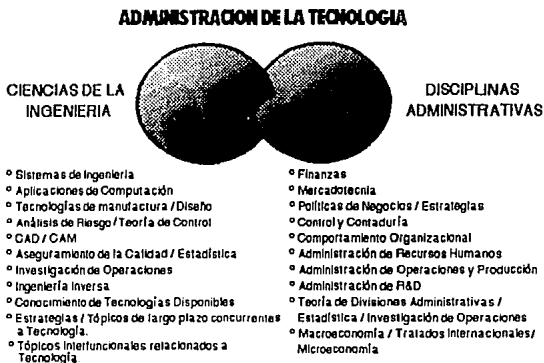 ADMINISTRACION DE LA TECNOLOGIA
CIENCIAS DE LA
INGENIERIA
DISCIPLINAS
ADMINISTRATIVAS
° Sistemas de Ingeniería
° Aplicaciones de Computación
° Tecnologías de manufactura / Diseño
° Análisis de Riesgo / Teoría de Control
° CAD / CAM
° Aseguramiento de la Calidad / Estadística
° Investigación de Operaciones
° Ingeniería Inversa
° Conocimiento de Tecnologías Disponibles
° Estrategias / Tópicos de largo plazo concurrentes
a Tecnología.
° Tópicos Interfuncionales relacionados a
Tecnología.
° Finanzas
° Mercadotecnia
° Políticas de Negocios / Estrategias
° Control y Contaduría
° Comportamiento Organizacional
° Administración de Recursos Humanos
° Administración de Operaciones y Producción
° Administración de R&D
° Teoría de Divisiones Administrativas /
Estadística / Investigación de Operaciones
° Macroeconomía / Tratados Internacionales /
Microeconomía